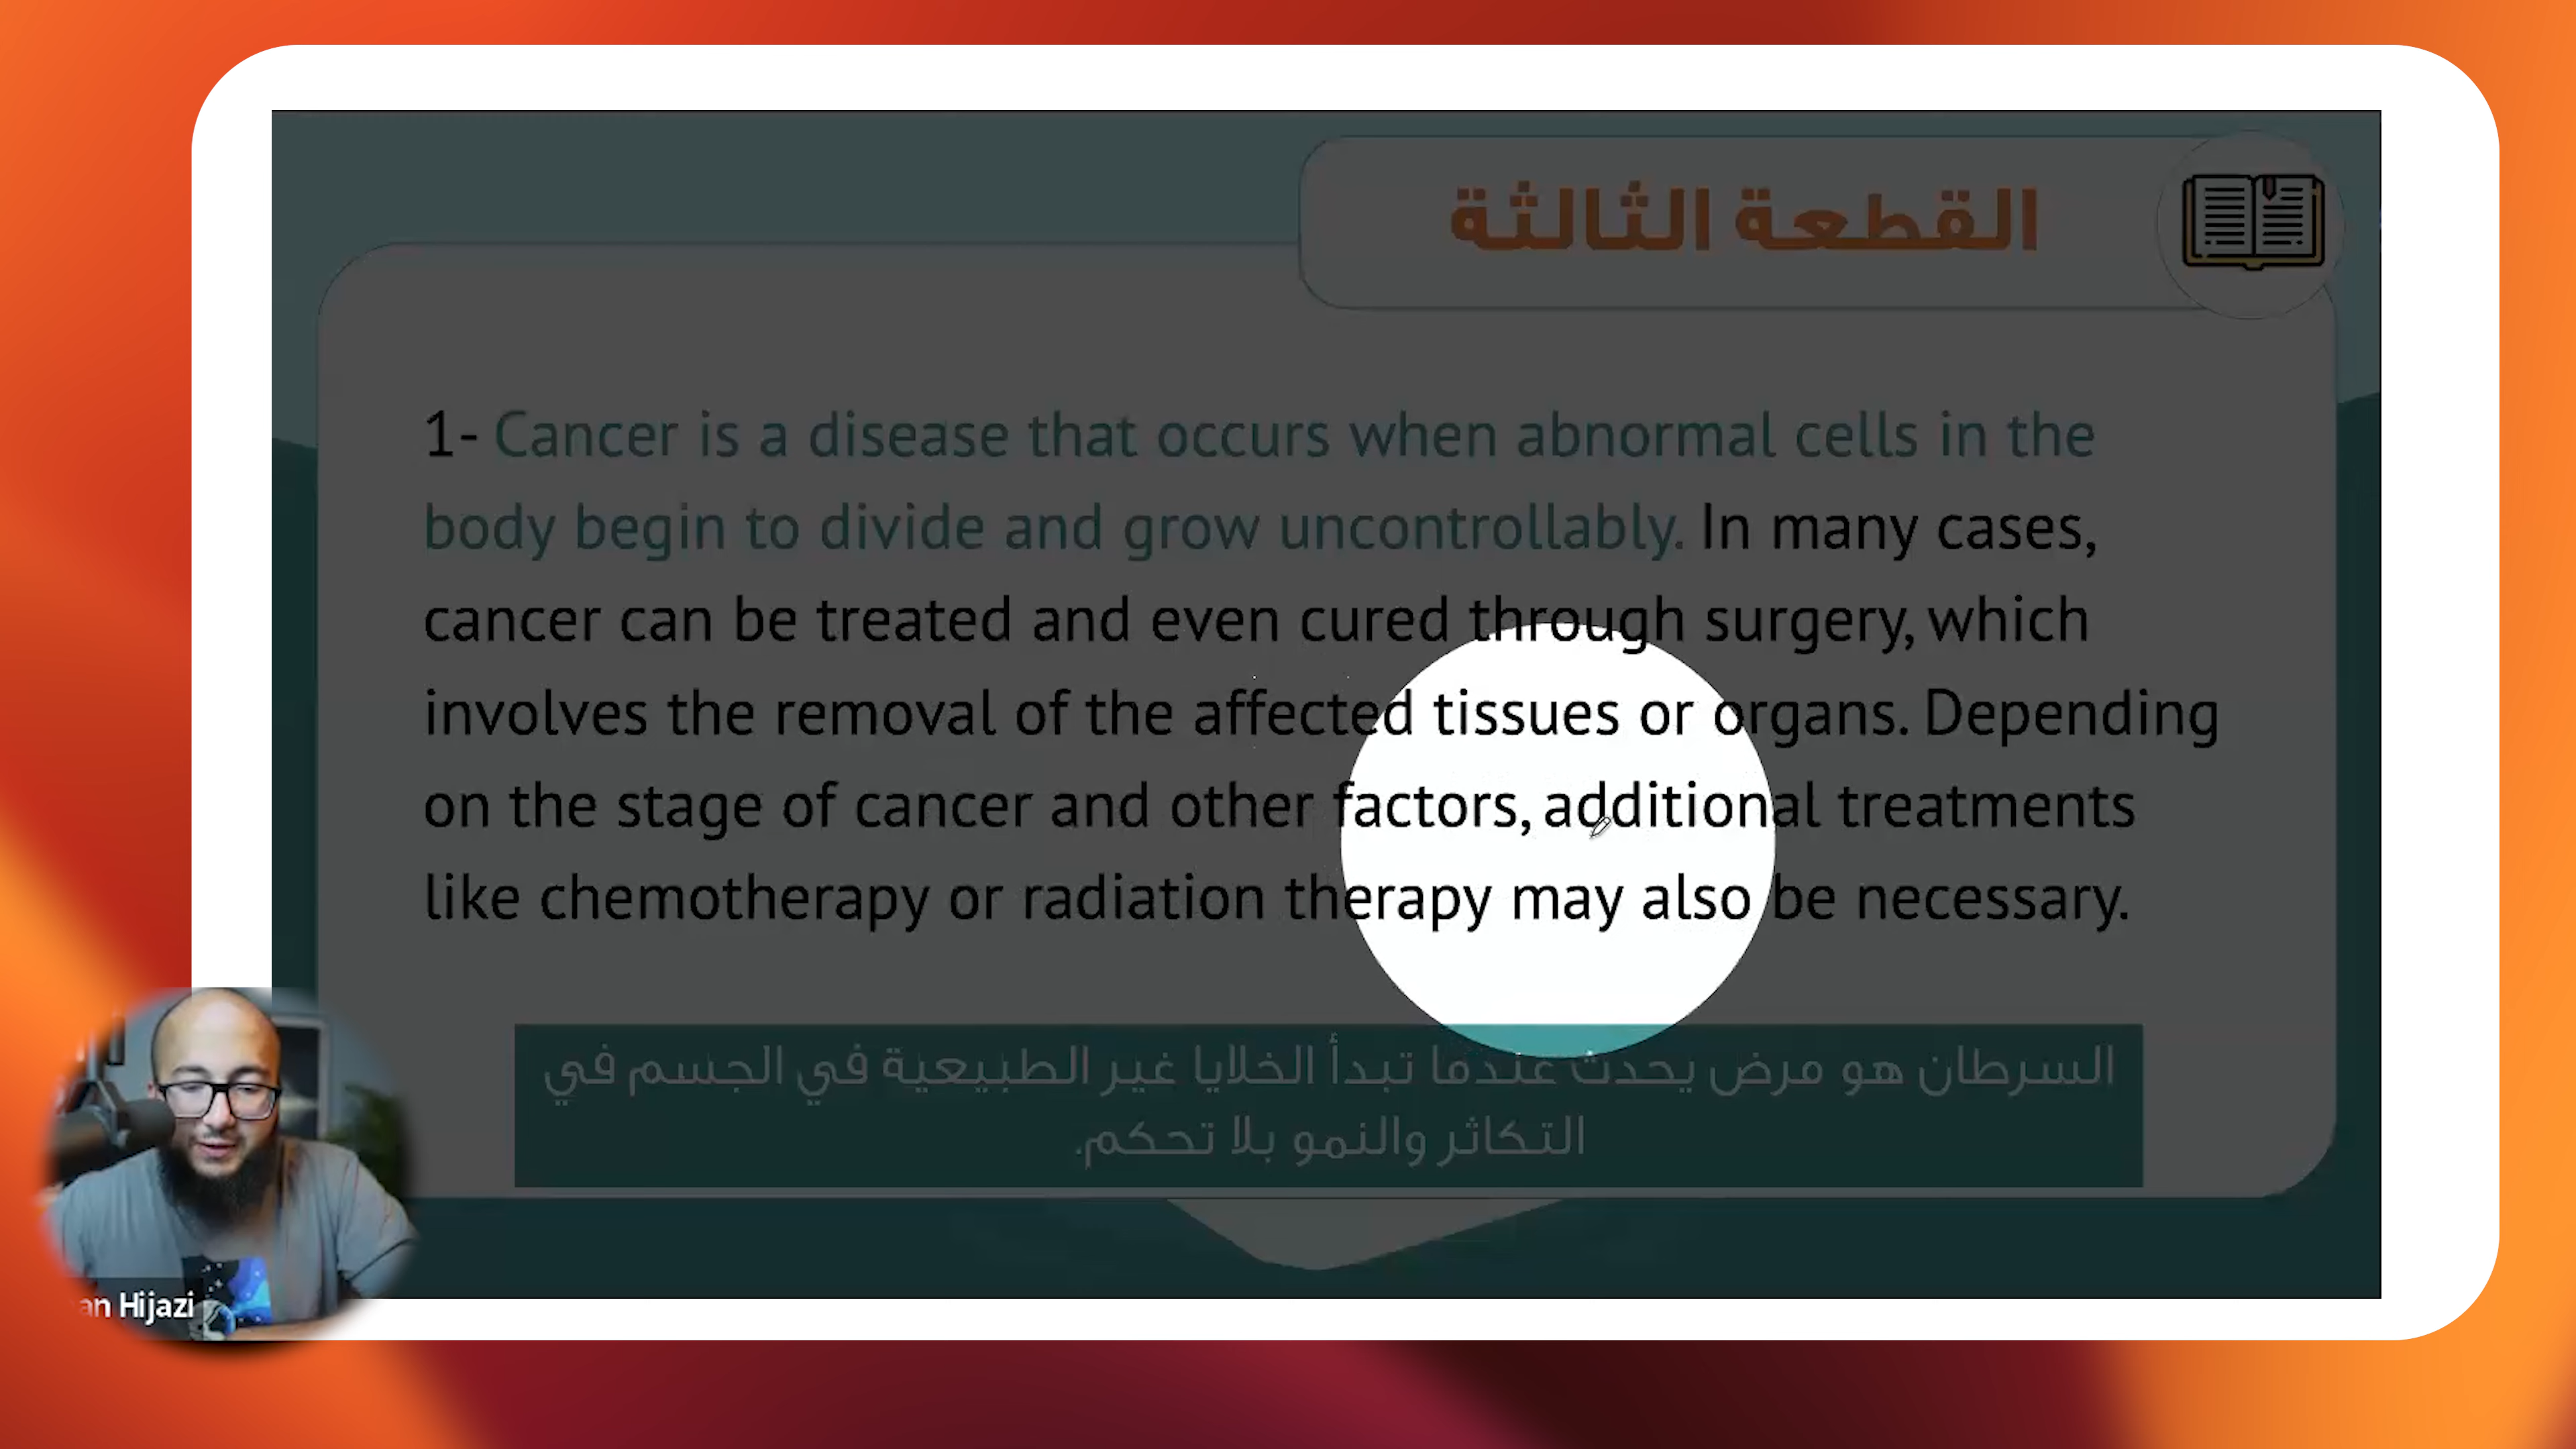 القطعة الثالثة
1- Cancer is a disease that occurs when abnormal cells in the
body begin to divide and grow uncontrollably. In many cases,
cancer can be treated and even cured through surgery, which
involves the removal of the affected tissues or organs. Depending
on the stage of cancer and other factors, additional treatments
like chemotherapy or radiation therapy may also be necessary.
السرطان هو مرض يحدث عندما تبدأ الخلايا غير الطبيعية في الجسم في
التكاثر والنمو بلا تحكم.
Hijazi